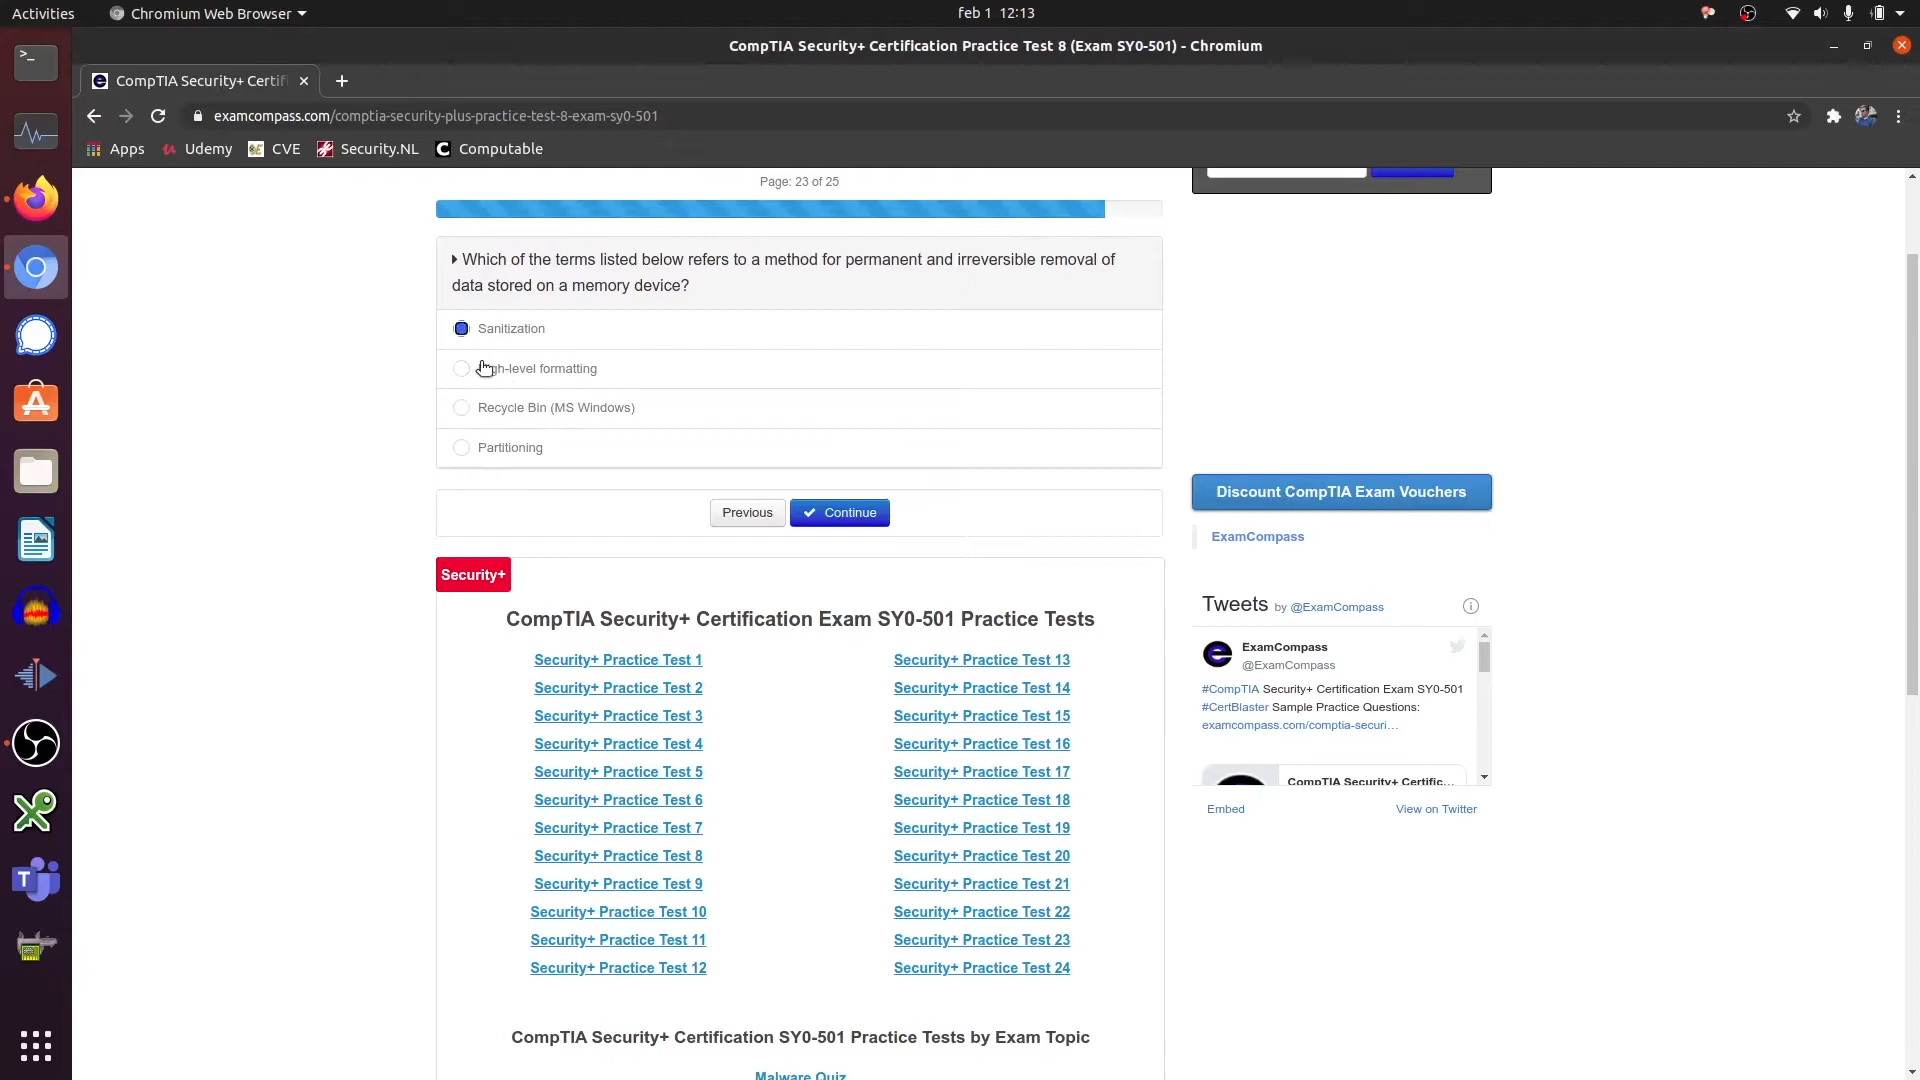 Activities
Chromium Web Browser
feb 1 12:13
CompTIA Security+ Certification Practice Test 8 (Exam SY0-501) - Chromium
CompTIA Security+ Certifi
examcompass.com/comptia-security-plus-practice-test-8-exam-sy0-501
Apps
Udemy
CVE
Security.NL
Computable
Page: 23 of 25
Which of the terms listed below refers to a method for permanent and irreversible removal of
data stored on a memory device?
Sanitization
gh-level formatting
Recycle Bin (MS Windows)
Partitioning
Previous
Continue
Discount CompTIA Exam Vouchers
ExamCompass
Security+
CompTIA Security+ Certification Exam SY0-501 Practice Tests
Security+ Practice Test 1
Security+ Practice Test 2
Security+ Practice Test 3
Security+ Practice Test 4
Security+ Practice Test 5
Security+ Practice Test 6
Security+ Practice Test 7
Security+ Practice Test 8
Security+ Practice Test 9
Security+ Practice Test 10
Security+ Practice Test 11
Security+ Practice Test 12
Security+ Practice Test 13
Security+ Practice Test 14
Security+ Practice Test 15
Security+ Practice Test 16
Security+ Practice Test 17
Security+ Practice Test 18
Security+ Practice Test 19
Security+ Practice Test 20
Security+ Practice Test 21
Security+ Practice Test 22
Security+ Practice Test 23
Security+ Practice Test 24
Tweets by @ExamCompass
ExamCompass
@ExamCompass
#CompTIA Security+ Certification Exam SY0-501
#CertBlaster Sample Practice Questions:
examcompass.com/comptia-securi…
CompTIA Security+ Certific...
Embed
View on Twitter
CompTIA Security+ Certification SY0-501 Practice Tests by Exam Topic
Malware Quiz